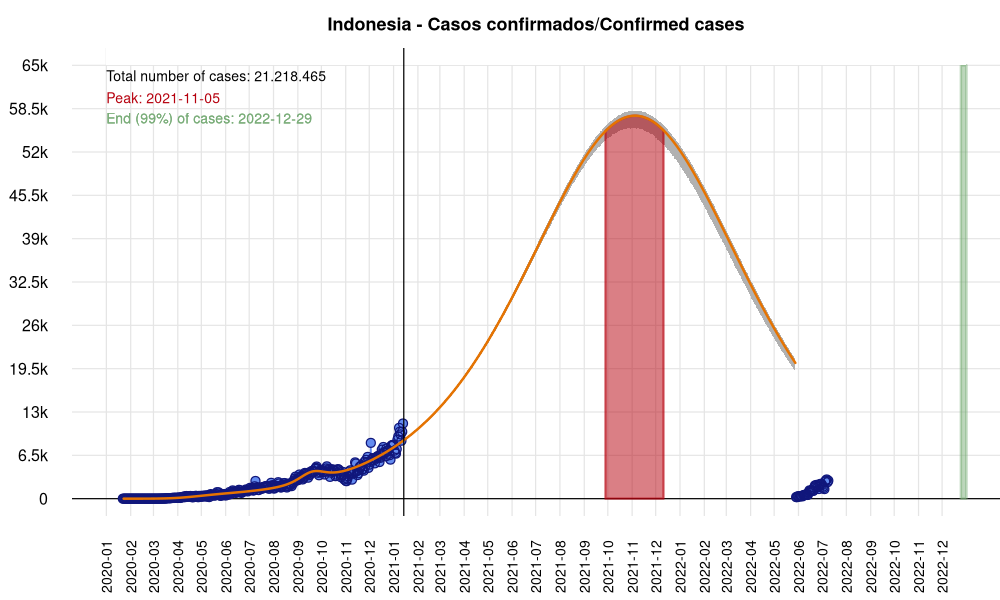 Indonesia - Casos confirmados/Confirmed cases
Total number of cases: 21.218.465
Peak: 2021-11-05
End (99%) of cases: 2022-12-29
65k
58.5k
52k
45.5k
39k
32.5k
26k
19.5k
13k
6.5k
0
2020-01
2020-02
2020-03
2020-04
2020-05
2020-06
2020-07
2020-08
2020-09
2020-10
2020-11
2020-12
2021-01
2021-02
2021-03
2021-04
2021-05
2021-06
2021-07
2021-08
2021-09
2021-10
2021-11
2021-12
2022-01
2022-02
2022-03
2022-04
2022-05
2022-06
2022-07
2022-08
2022-09
2022-10
2022-11
2022-12